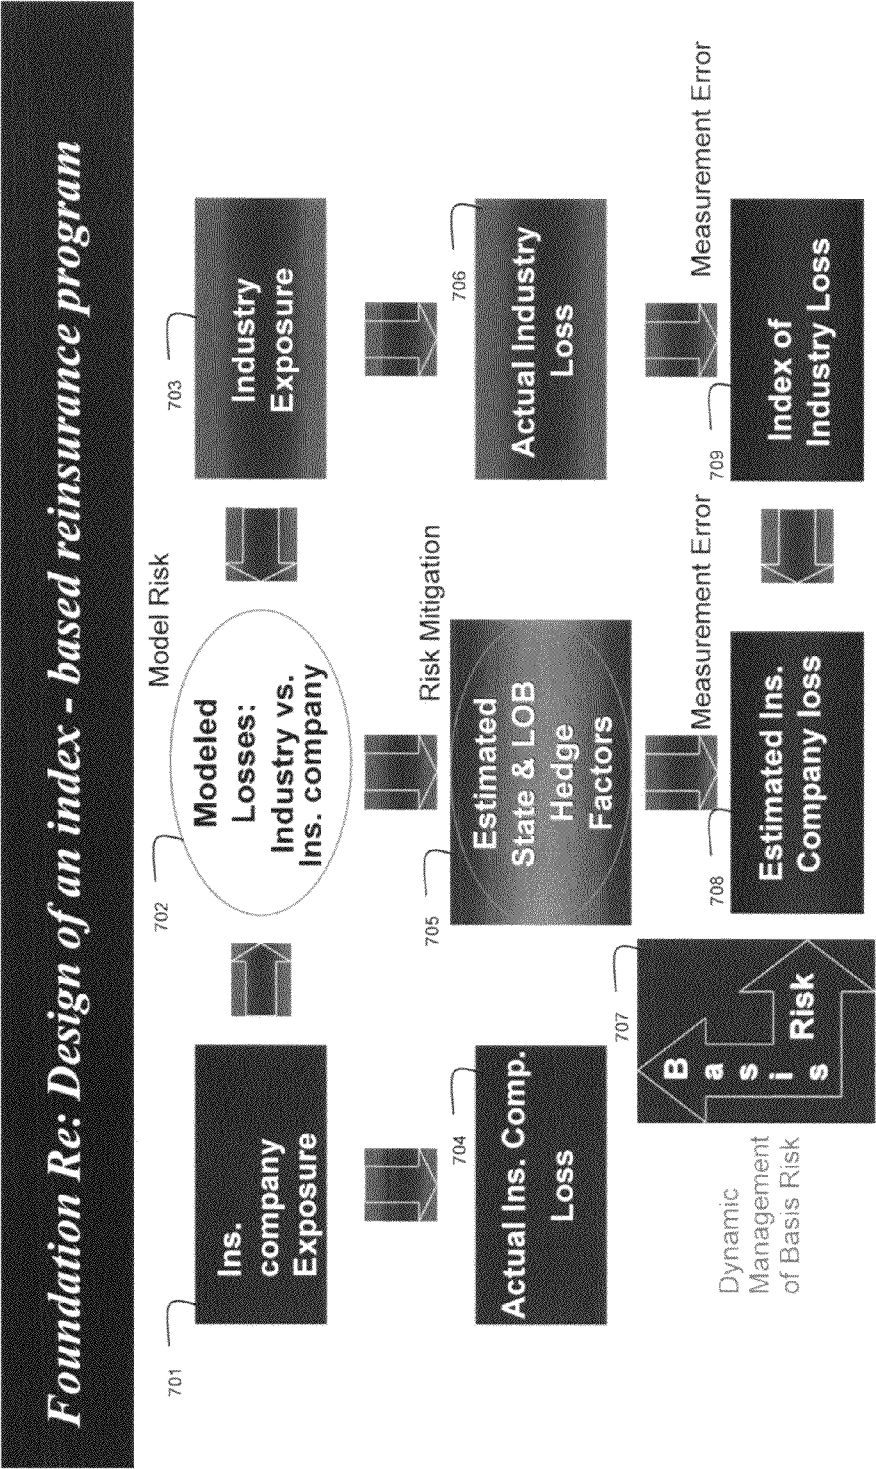 Foundation Re: Design of an index - based reinsurance program
701
Ins.
company
Exposure
702
Modeled
Losses:
Industry vs.
Ins. company
Model Risk
703
Industry
Exposure
704
Actual Ins. Comp.
Loss
705
Estimated
State & LOB
Hedge
Factors
Risk Mitigation
706
Actual Industry
Loss
Dynamic
Management
of Basis Risk
707
Basis
Risk
708
Estimated Ins.
Company loss
Measurement Error
709
Index of
Industry Loss
Measurement Error